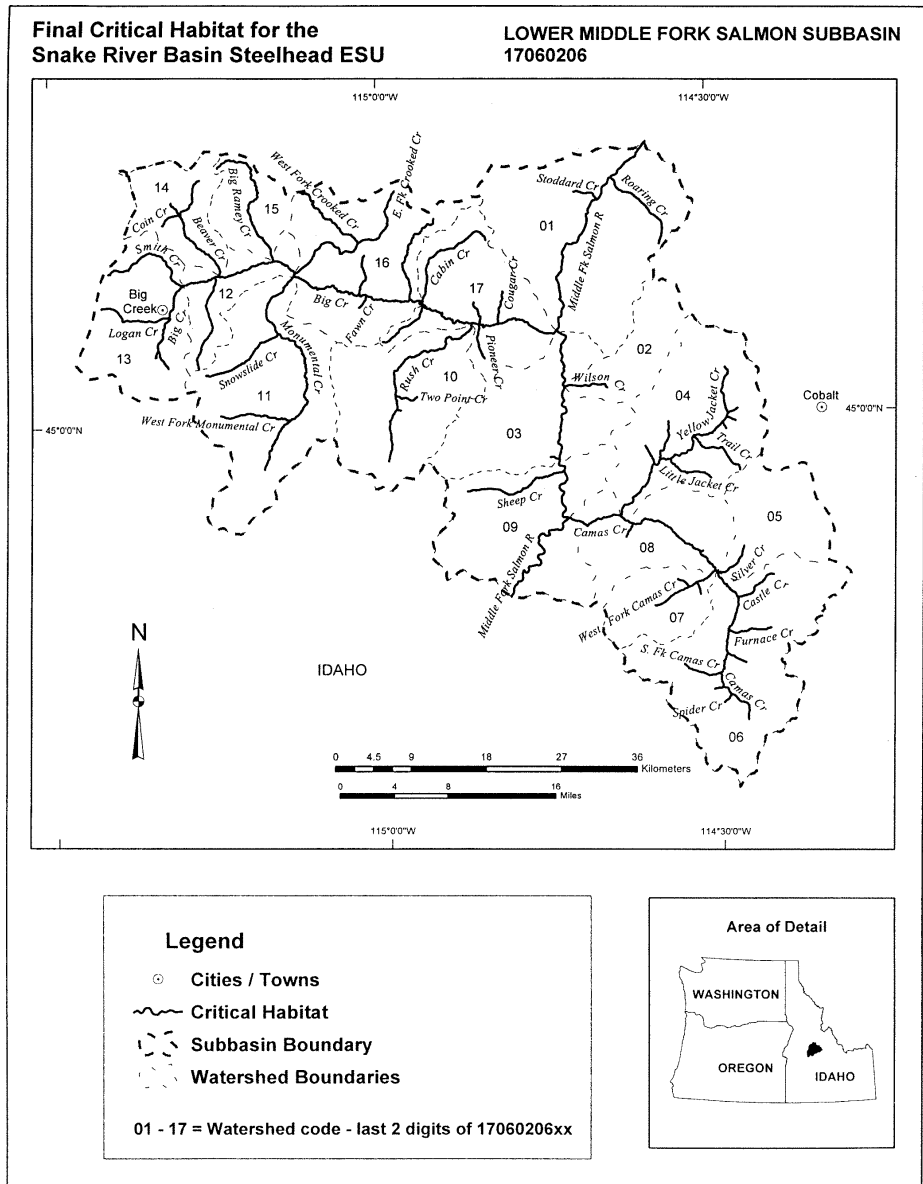 Final Critical Habitat for the
Snake River Basin Steelhead ESU
LOWER MIDDLE FORK SALMON SUBBASIN
17060206
115°0'0"W
114°30'0"W
West Fork Crooked Cr
E. Fk Crooked Cr
Stoddard Cr
Roaring Cr
14
Big Ramey Cr
15
01
Coin Cr
Beaver Cr
Smith Cr
16
Cabin Cr
Middle Fk Salmon R
17
Cougar Cr
Big
Creek
12
Big Cr
Fawn Cr
Logan Cr
Big Cr
Monumental Cr
Pioneer Cr
02
13
Snowslide Cr
Rush Cr
10
Wilson Cr
04
Yellow Jacket Cr
Cobalt
11
Two Point Cr
45°0'0"N
45°0'0"N
West Fork Monumental Cr
03
Trail Cr
Little Jacket Cr
Sheep Cr
09
Camas Cr
05
08
Middle Fork Salmon R
Silver Cr
West Fork Camas Cr
Castle Cr
07
Furnace Cr
S. Fk Camas Cr
Camas Cr
Spider Cr
06
N
IDAHO
0 4.5 9 18 27 36
Kilometers
0 4 8 16
Miles
115°0'0"W
114°30'0"W
Legend
Cities / Towns
Critical Habitat
Subbasin Boundary
Watershed Boundaries
01 - 17 = Watershed code - last 2 digits of 17060206xx
Area of Detail
WASHINGTON
OREGON
IDAHO